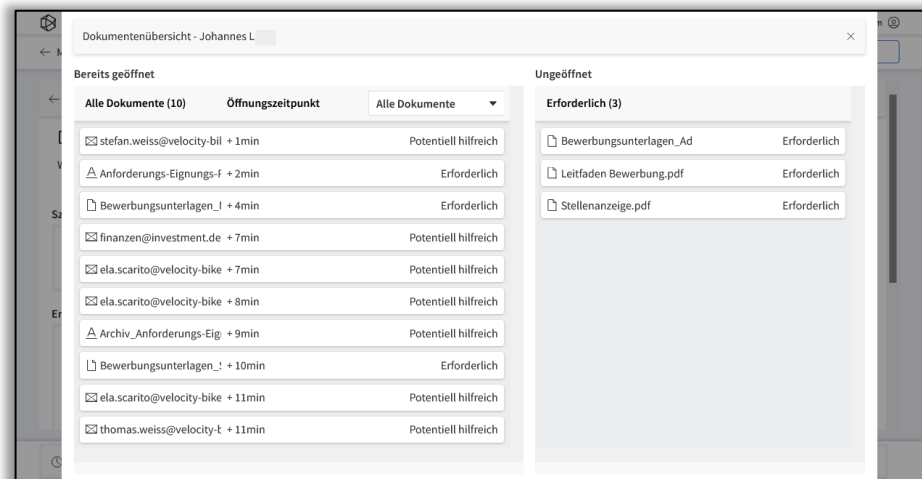 Dokumentenübersicht - Johannes L
Bereits geöffnet
Alle Dokumente (10) Öffnungszeitpunkt Alle Dokumente
stefan.weiss@velocity-bil + 1min Potentiell hilfreich
Anforderungs-Eignungs-F + 2min Erforderlich
Bewerbungsunterlagen_ + 4min Erforderlich
finanzen@investment.de + 7min Potentiell hilfreich
ela.scarito@velocity-bike + 7min Potentiell hilfreich
ela.scarito@velocity-bike + 8min Potentiell hilfreich
Archiv_Anforderungs-Eig + 9min Potentiell hilfreich
Bewerbungsunterlagen_ + 10min Erforderlich
ela.scarito@velocity-bike + 11min Potentiell hilfreich
thomas.weiss@velocity-b + 11min Potentiell hilfreich
Ungeöffnet
Erforderlich (3)
Bewerbungsunterlagen_Ad Erforderlich
Leitfaden Bewerbung.pdf Erforderlich
Stellenanzeige.pdf Erforderlich